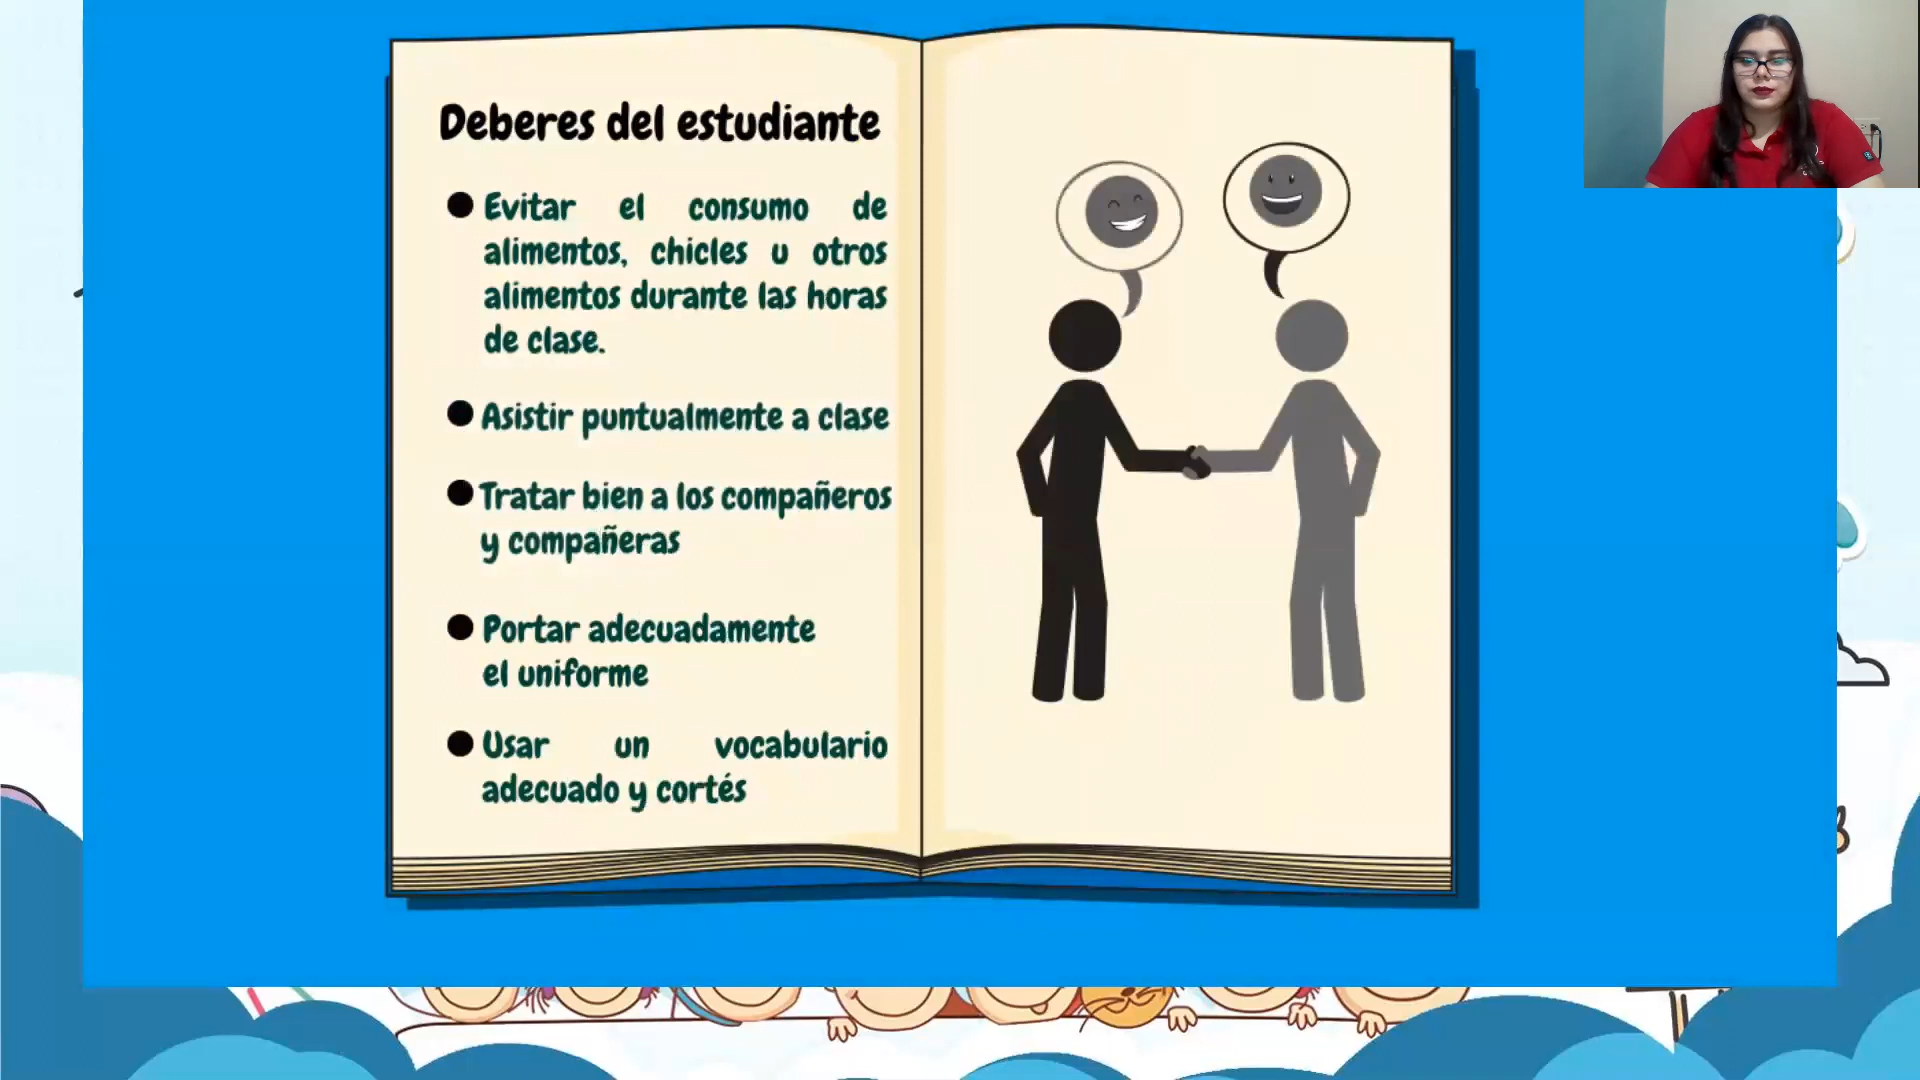 Deberes del estudiante
Evitar el consumo de
alimentos, chicles u otros
alimentos durante las horas
de clase.
Asistir puntualmente a clase
Tratar bien a los compañeros
y compañeras
Portar adecuadamente
el uniforme
Usar un vocabulario
adecuado y cortés